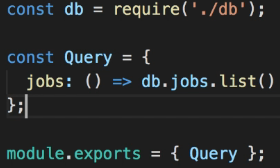 const db = require('./db');
const Query = {
  jobs: () => db.jobs.list()
};
module.exports = { Query };